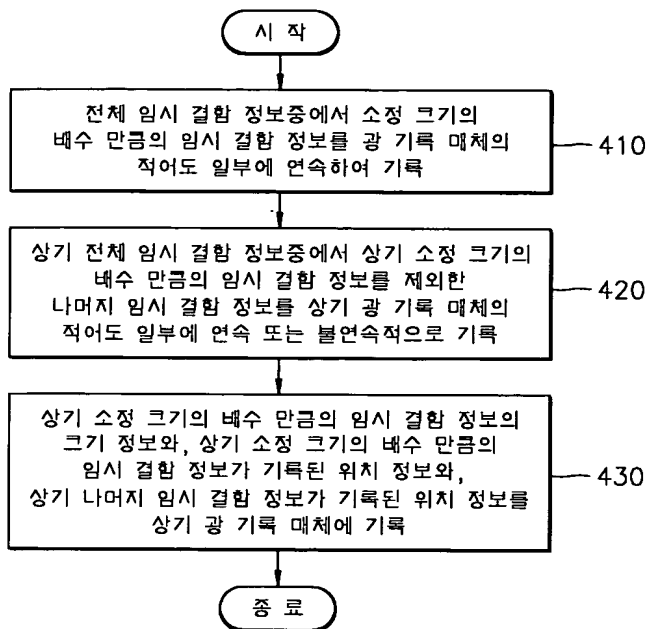 시 작
전체 임시 결함 정보중에서 소정 크기의
배수 만큼의 임시 결함 정보를 광 기록 매체의
적어도 일부에 연속하여 기록
410
상기 전체 임시 결함 정보중에서 상기 소정 크기의
배수 만큼의 임시 결함 정보를 제외한
나머지 임시 결함 정보를 상기 광 기록 매체의
적어도 일부에 연속 또는 불연속적으로 기록
420
상기 소정 크기의 배수 만큼의 임시 결함 정보의
크기 정보와, 상기 소정 크기의 배수 만큼의
임시 결함 정보가 기록된 위치 정보와,
상기 나머지 임시 결함 정보가 기록된 위치 정보를
상기 광 기록 매체에 기록
430
종 료